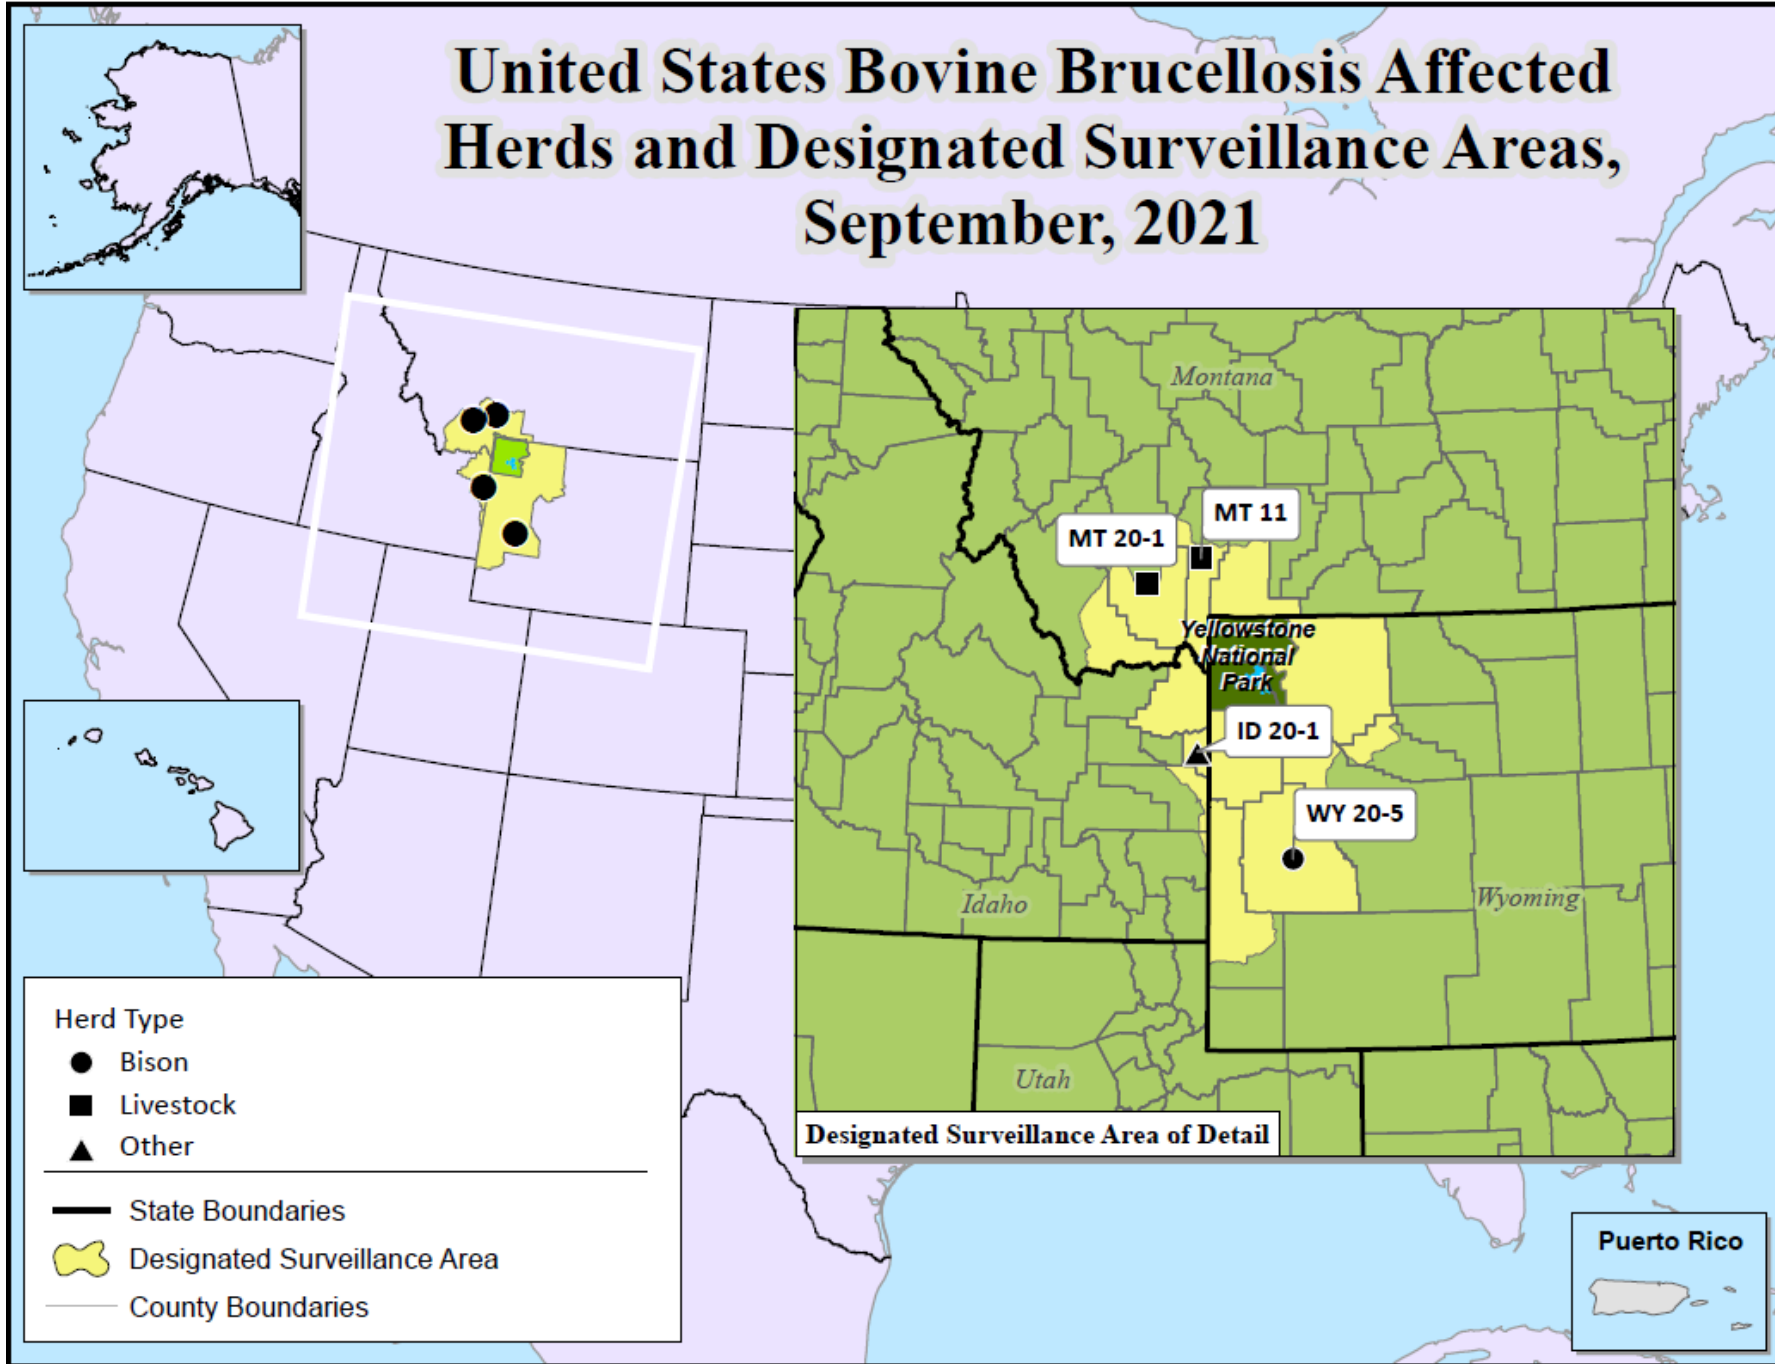 United States Bovine Brucellosis Affected
Herds and Designated Surveillance Areas,
September, 2021
Montana
MT 11
MT 20-1
Yellowstone
National
Park
ID 20-1
WY 20-5
Idaho
Wyoming
Utah
Designated Surveillance Area of Detail
Herd Type
Bison
Livestock
Other
State Boundaries
Designated Surveillance Area
County Boundaries
Puerto Rico